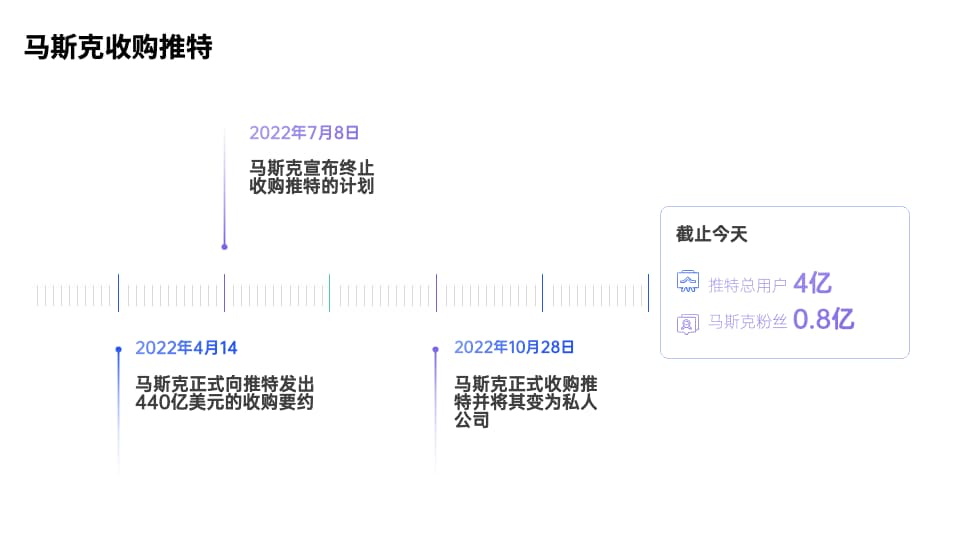 马斯克收购推特
2022年7月8日
马斯克宣布终止
收购推特的计划
2022年4月14
马斯克正式向推特发出
440亿美元的收购要约
2022年10月28日
马斯克正式收购推
特并将其变为私人
公司
截止今天
推特总用户 4亿
马斯克粉丝 0.8亿